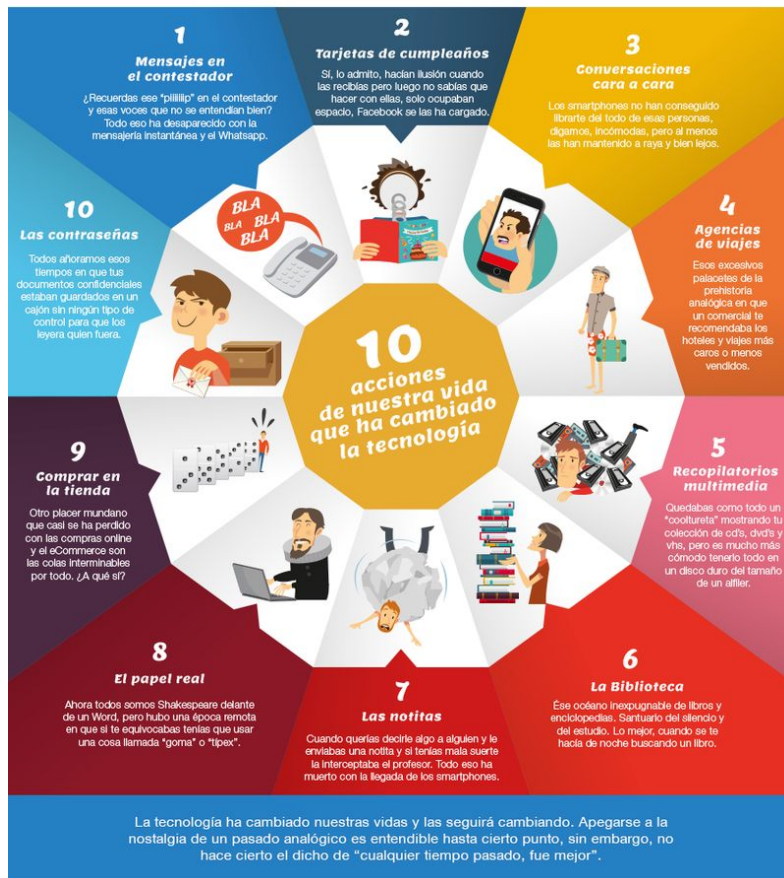 1
Mensajes en
el contestador
¿Recuerdas ese “piiiiiip” en el contestador
y esas voces que no se entendían bien?
Todo eso ha desaparecido con la
mensajería instantánea y el Whatsapp.
2
Tarjetas de cumpleaños
Sí, lo admito, hacían ilusión cuando
las recibías pero luego no sabías que
hacer con ellas, solo ocupaban
espacio, Facebook se las ha cargado.
3
Conversaciones
cara a cara
Los smartphones no han conseguido
librarte del todo de esas personas,
digamos, incómodas, pero al menos
las han mantenido a raya y bien lejos.
4
Agencias
de viajes
Esos excesivos
palacetes de la
prehistoria
analógica en que
un comercial te
recomendaba los
hoteles y viajes más
caros o menos
vendidos.
5
Recopilatorios
multimedia
Quedabas como todo un
“cooltureta” mostrando tu
colección de cd’s, dvd’s y
vhs, pero es mucho más
cómodo tenerlo todo en
un disco duro del tamaño
de un alfiler.
6
La Biblioteca
Ése océano inexpugnable de libros y
enciclopedias. Santuario del silencio y
del estudio. Lo mejor, cuando se te
hacía de noche buscando un libro.
7
Las notitas
Cuando querías decirle algo a alguien y le
enviabas una notita y si tenías mala suerte
la interceptaba el profesor. Todo eso ha
muerto con la llegada de los smartphones.
8
El papel real
Ahora todos somos Shakespeare delante
de un Word, pero hubo una época remota
en que si te equivocabas tenías que usar
una cosa llamada “goma” o “típex”.
9
Comprar en
la tienda
Otro placer mundano
que casi se ha perdido
con las compras online
y el eCommerce son
las colas interminables
por todo. ¿A qué sí?
10
Las contraseñas
Todos añoramos esos
tiempos en que tus
documentos confidenciales
estaban guardados en un
cajón sin ningún tipo de
control para que los
leyera quien fuera.
BLA
BLA BLA
BLA
10
acciones
de nuestra vida
que ha cambiado
la tecnología
La tecnología ha cambiado nuestras vidas y las seguirá cambiando. Apegarse a la
nostalgia de un pasado analógico es entendible hasta cierto punto, sin embargo, no
hace cierto el dicho de “cualquier tiempo pasado, fue mejor”.